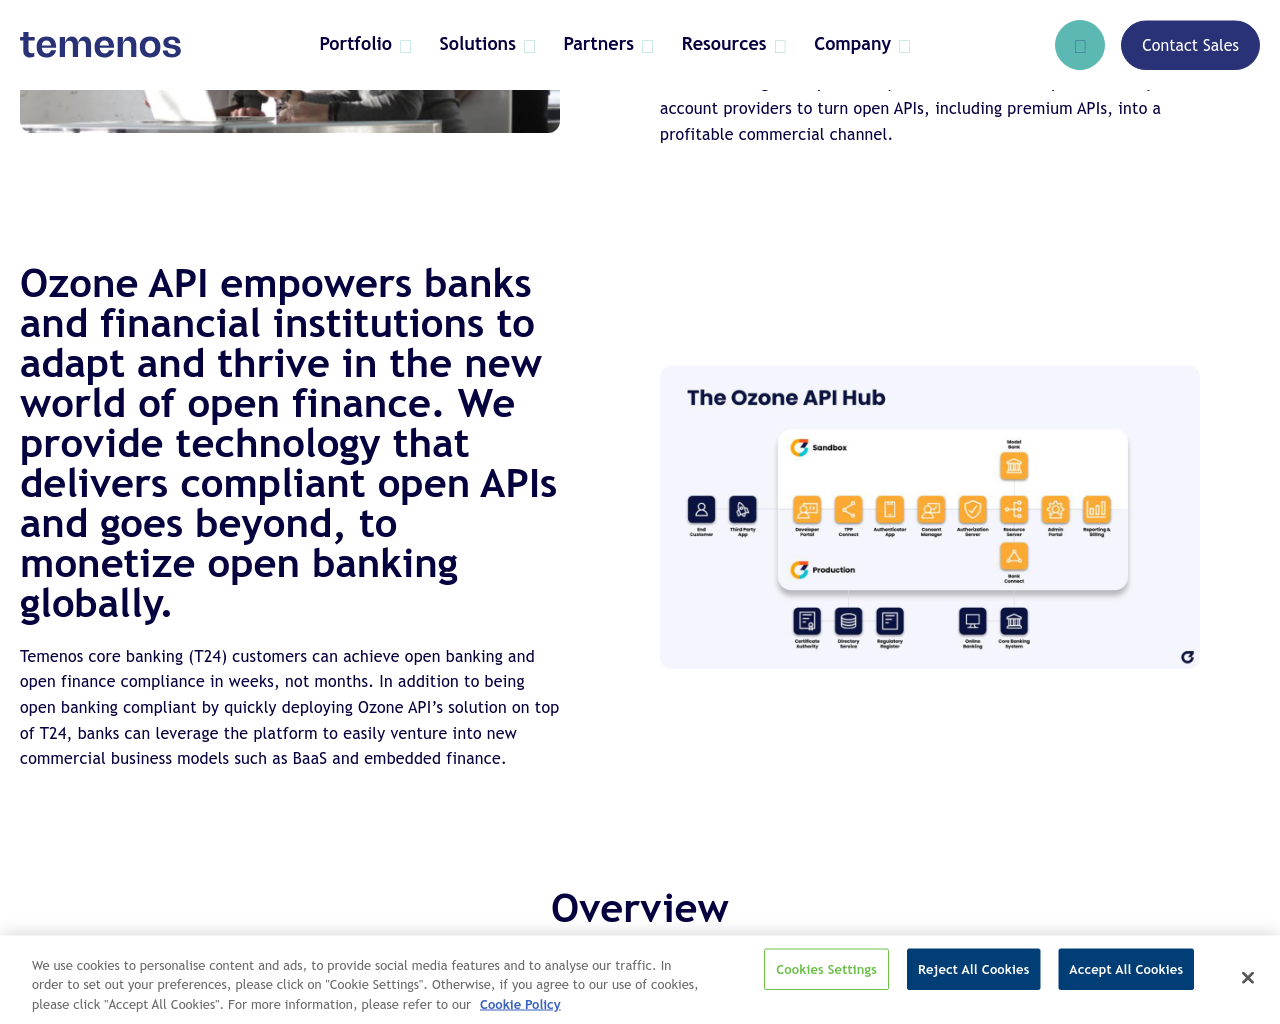 temenos
Portfolio
Solutions
Partners
Resources
Company
Contact Sales
account providers to turn open APIs, including premium APIs, into a
profitable commercial channel.
Ozone API empowers banks
and financial institutions to
adapt and thrive in the new
world of open finance. We
provide technology that
delivers compliant open APIs
and goes beyond, to
monetize open banking
globally.
Temenos core banking (T24) customers can achieve open banking and
open finance compliance in weeks, not months. In addition to being
open banking compliant by quickly deploying Ozone API’s solution on top
of T24, banks can leverage the platform to easily venture into new
commercial business models such as BaaS and embedded finance.
The Ozone API Hub
Sandbox
Model
Bank
End
Customer
Third Party
App
Developer
Portal
TPP
Connect
Authenticator
App
Consent
Manager
Authorization
Server
Resource
Server
Admin
Portal
Reporting &
Billing
Production
Bank
Connect
Certificate
Authority
Directory
Service
Regulatory
Register
Online
Banking
Core Banking
System
Overview
We use cookies to personalise content and ads, to provide social media features and to analyse our traffic. In
order to set out your preferences, please click on "Cookie Settings". Otherwise, if you agree to our use of cookies,
please click "Accept All Cookies". For more information, please refer to our Cookie Policy
Cookies Settings
Reject All Cookies
Accept All Cookies